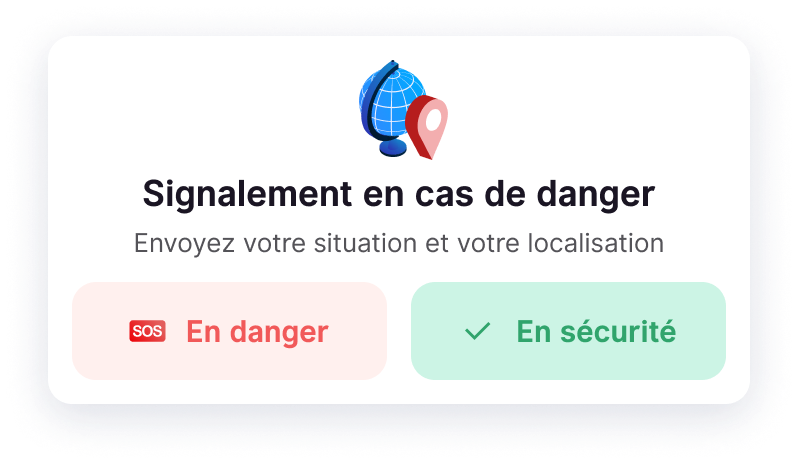 Signalement en cas de danger
Envoyez votre situation et votre localisation
SOS En danger
En sécurité